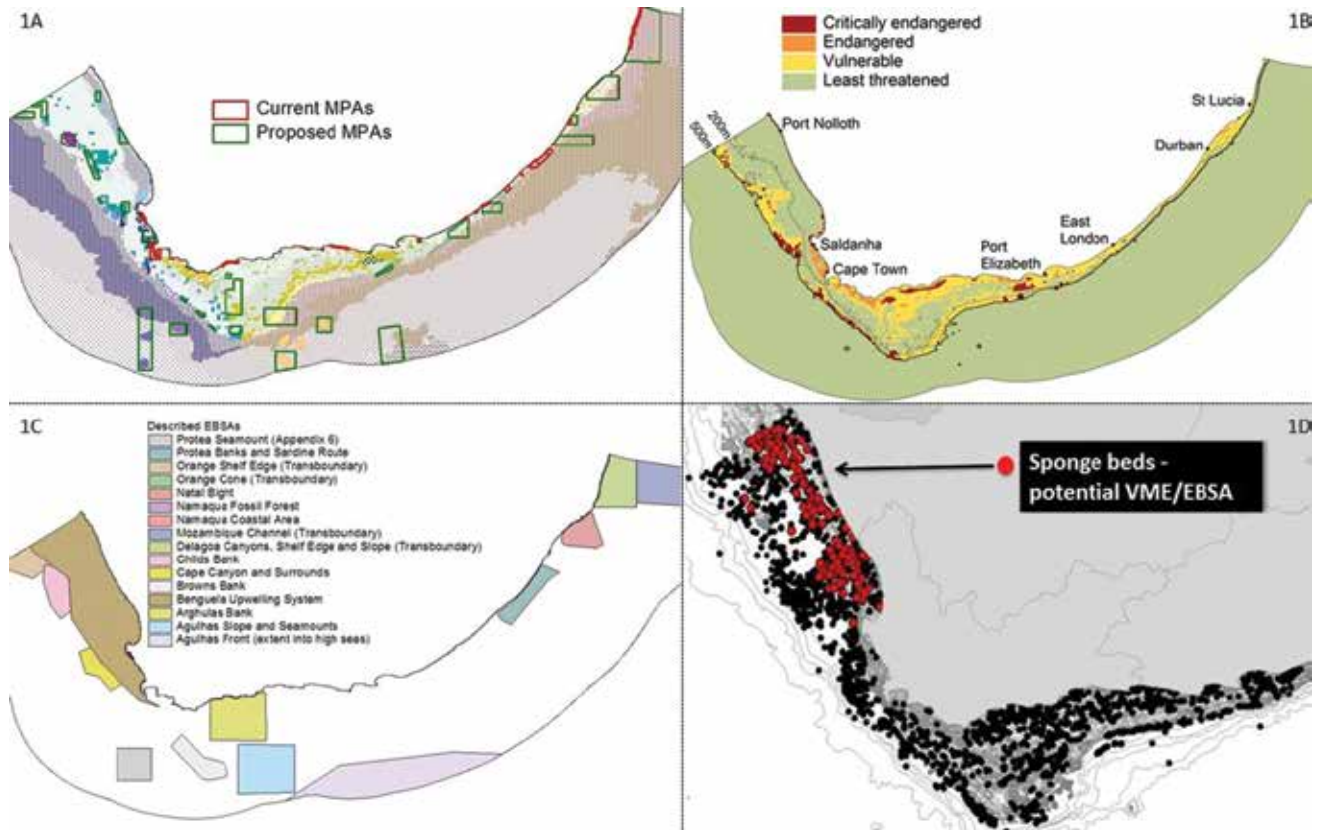 1A
Current MPAs
Proposed MPAs
1B
Critically endangered
Endangered
Vulnerable
Least threatened
St Lucia
Durban
Port Nolloth
200m
500m
East
London
Port
Elizabeth
Saldanha
Cape Town
1C
Described EBSAs
Protea Seamount (Appendix 6)
Protea Banks and Sardine Route
Orange Shelf Edge (Transboundary)
Orange Cone (Transboundary)
Natal Bight
Namaqua Fossil Forest
Namaqua Coastal Area
Mozambique Channel (Transboundary)
Delagoa Canyons, Shelf Edge and Slope (Transboundary)
Childs Bank
Cape Canyon and Surrounds
Browns Bank
Benguela Upwelling System
Arghulas Bank
Agulhas Slope and Seamounts
Agulhas Front (extent into high seas)
1D
Sponge beds -
potential VME/EBSA